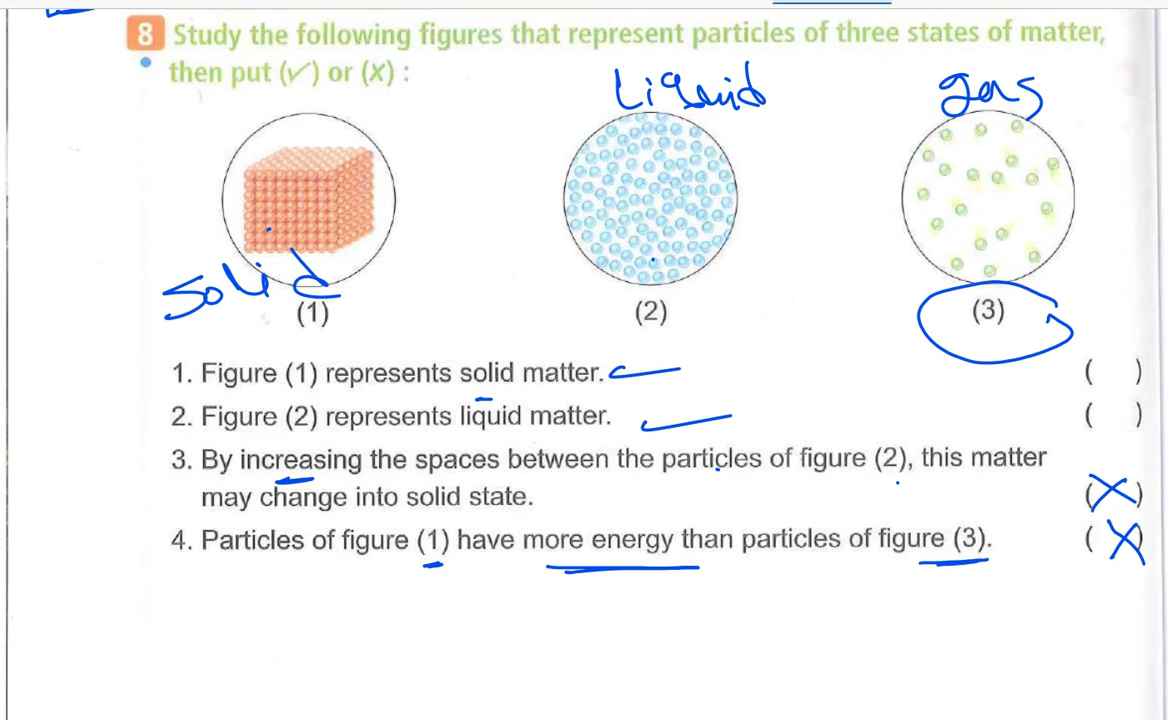 8 Study the following figures that represent particles of three states of matter,
then put (✓) or (x) :
Liquid
gas
Solid
(1)
(2)
(3)
1. Figure (1) represents solid matter. ✓ ( )
2. Figure (2) represents liquid matter. ✓ ( )
3. By increasing the spaces between the particles of figure (2), this matter
may change into solid state. (X)
4. Particles of figure (1) have more energy than particles of figure (3). (X)